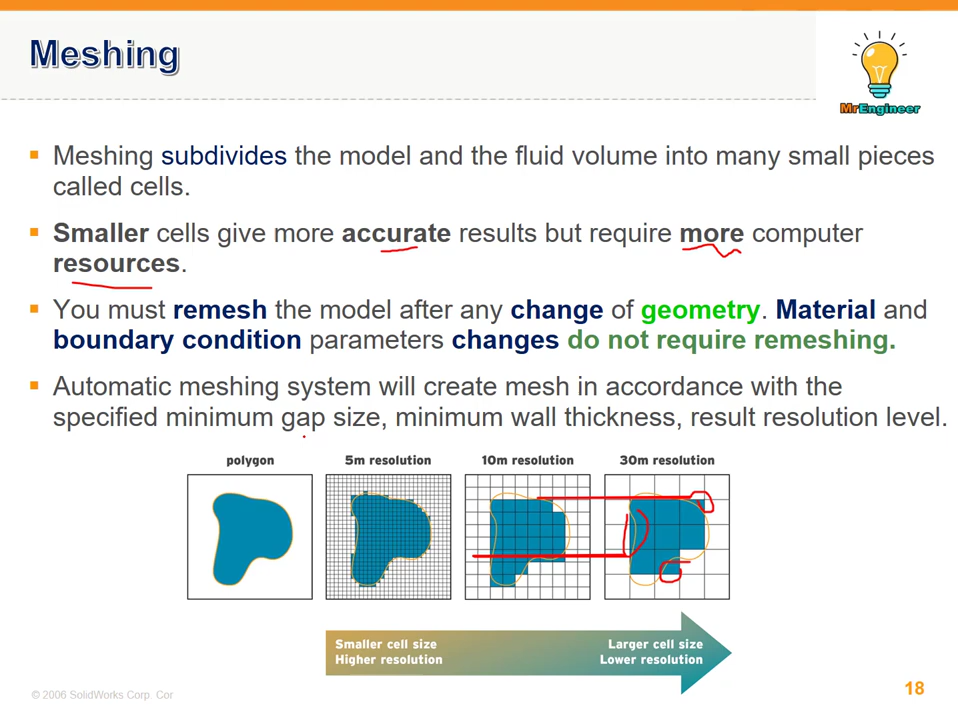 Meshing
MrEngineer
▪ Meshing subdivides the model and the fluid volume into many small pieces
called cells.
▪ Smaller cells give more accurate results but require more computer
resources.
▪ You must remesh the model after any change of geometry. Material and
boundary condition parameters changes do not require remeshing.
▪ Automatic meshing system will create mesh in accordance with the
specified minimum gap size, minimum wall thickness, result resolution level.
polygon 5m resolution 10m resolution 30m resolution
Smaller cell size Larger cell size
Higher resolution Lower resolution
© 2006 SolidWorks Corp. Cor
18